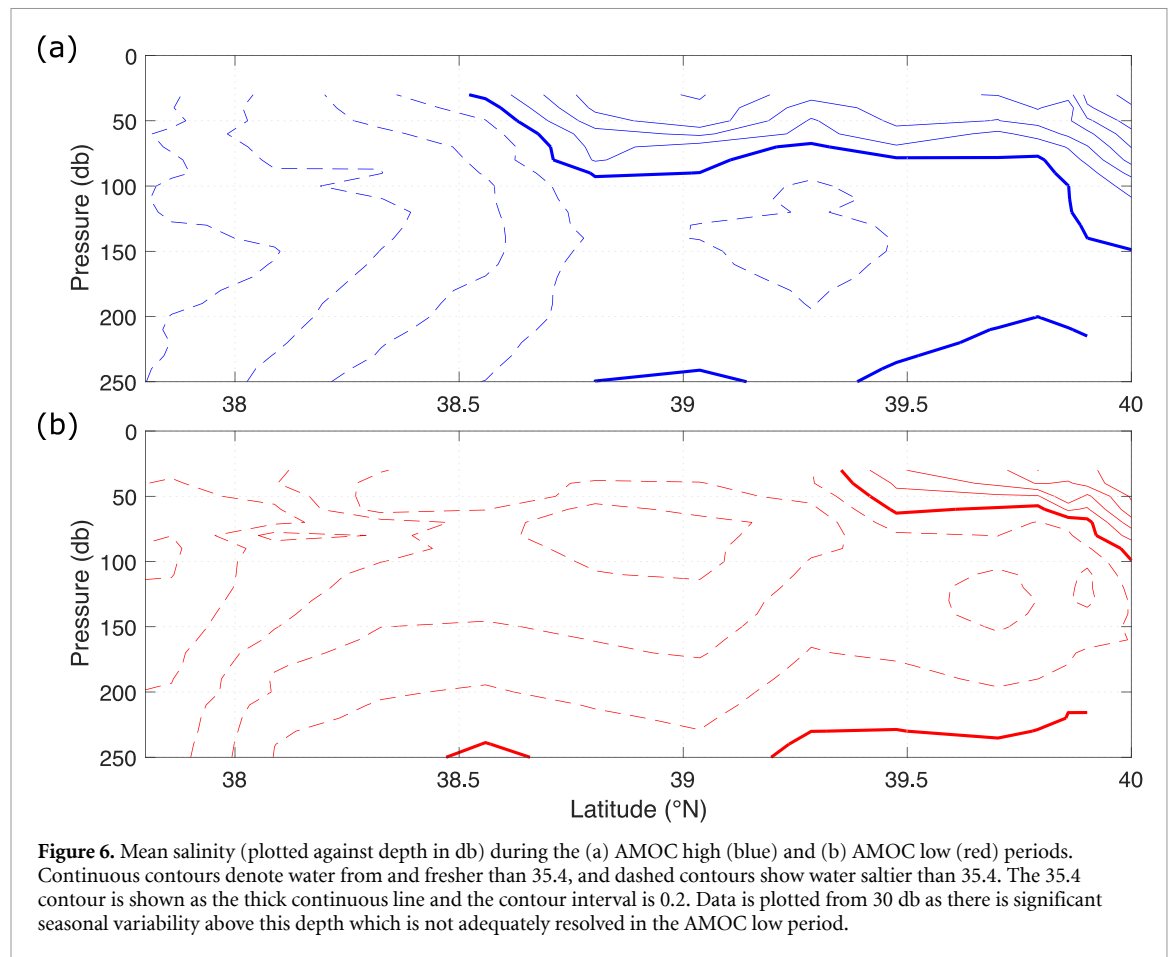 (a)
0
50
100
150
200
250
Pressure (db)
38
38.5
39
39.5
40
(b)
0
50
100
150
200
250
Pressure (db)
38
38.5
39
39.5
40
Latitude (°N)
Figure 6. Mean salinity (plotted against depth in db) during the (a) AMOC high (blue) and (b) AMOC low (red) periods.
Continuous contours denote water from and fresher than 35.4, and dashed contours show water saltier than 35.4. The 35.4
contour is shown as the thick continuous line and the contour interval is 0.2. Data is plotted from 30 db as there is significant
seasonal variability above this depth which is not adequately resolved in the AMOC low period.